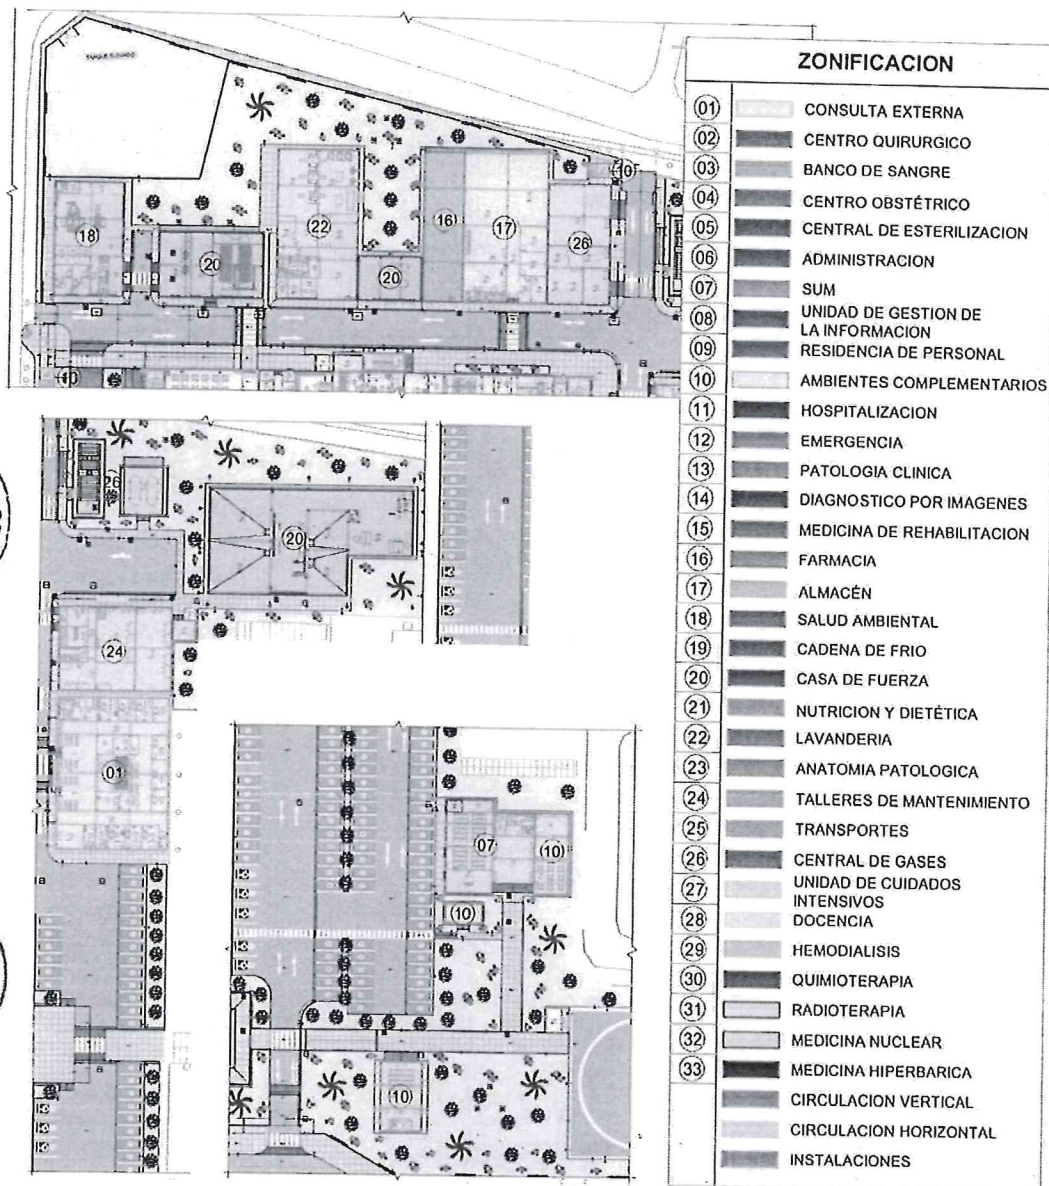 TANQUE ELEVADO
10
18
20
22
16
17
20
26
10
26
20
24
01
07
10
10
10
ZONIFICACION
01 CONSULTA EXTERNA
02 CENTRO QUIRURGICO
03 BANCO DE SANGRE
04 CENTRO OBSTÉTRICO
05 CENTRAL DE ESTERILIZACION
06 ADMINISTRACION
07 SUM
08 UNIDAD DE GESTION DE
LA INFORMACION
09 RESIDENCIA DE PERSONAL
10 AMBIENTES COMPLEMENTARIOS
11 HOSPITALIZACION
12 EMERGENCIA
13 PATOLOGIA CLINICA
14 DIAGNOSTICO POR IMAGENES
15 MEDICINA DE REHABILITACION
16 FARMACIA
17 ALMACÉN
18 SALUD AMBIENTAL
19 CADENA DE FRIO
20 CASA DE FUERZA
21 NUTRICION Y DIETÉTICA
22 LAVANDERIA
23 ANATOMIA PATOLOGICA
24 TALLERES DE MANTENIMIENTO
25 TRANSPORTES
26 CENTRAL DE GASES
27 UNIDAD DE CUIDADOS
INTENSIVOS
28 DOCENCIA
29 HEMODIALISIS
30 QUIMIOTERAPIA
31 RADIOTERAPIA
32 MEDICINA NUCLEAR
33 MEDICINA HIPERBARICA
CIRCULACION VERTICAL
CIRCULACION HORIZONTAL
INSTALACIONES